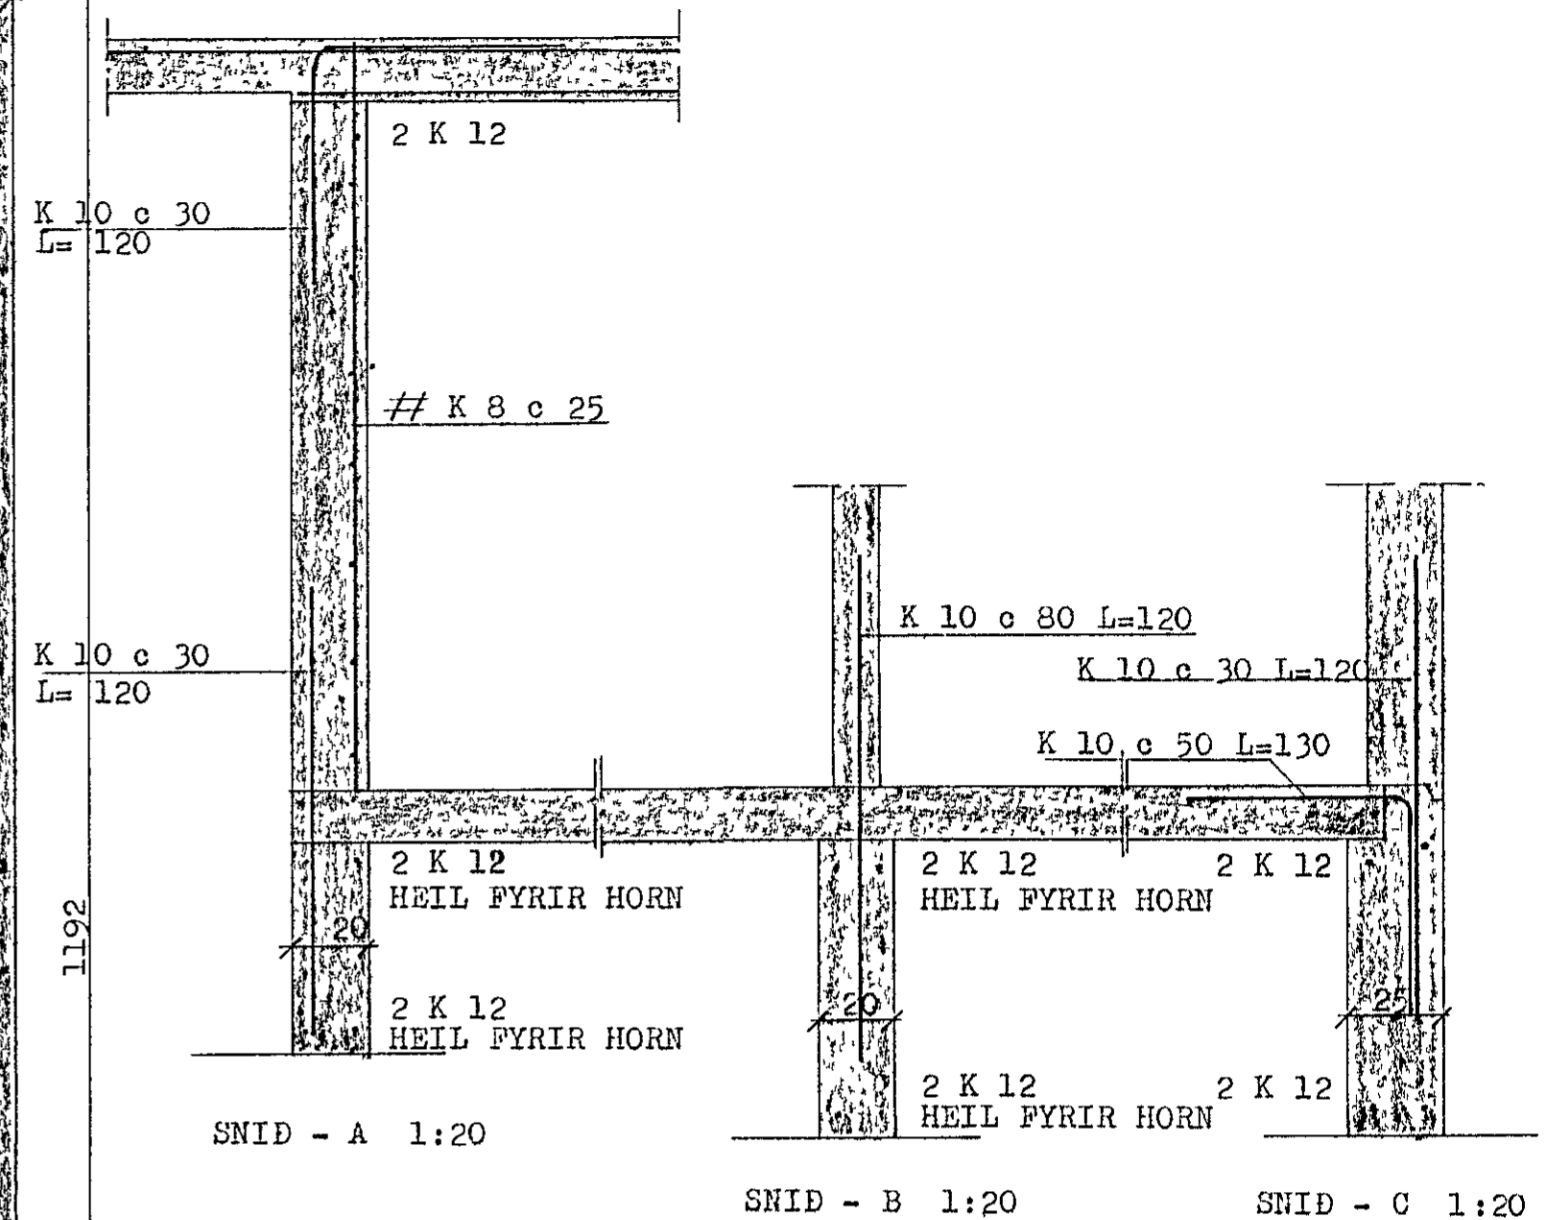 2 K 12
K 10 c 30
L= 120
# K 8 c 25
K 10 c 30
L= 120
2 K 12
HEIL FYRIR HORN
20
2 K 12
HEIL FYRIR HORN
1192
SNIÐ - A 1:20
K 10 c 80 L=120
2 K 12
HEIL FYRIR HORN
20
2 K 12
HEIL FYRIR HORN
SNIÐ - B 1:20
K 10 c 30 L=120
K 10 c 50 L=130
2 K 12
25
2 K 12
SNIÐ - C 1:20